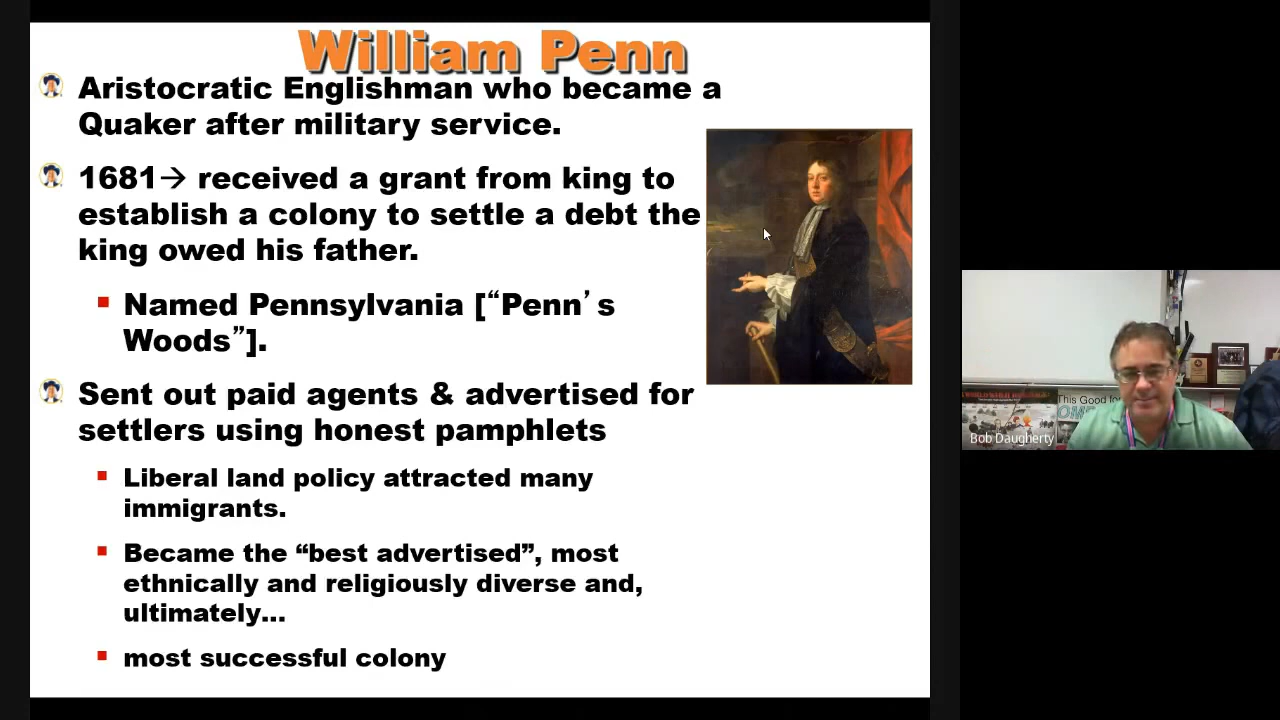 William Penn
Aristocratic Englishman who became a
Quaker after military service.
1681→ received a grant from king to
establish a colony to settle a debt the
king owed his father.
Named Pennsylvania [“Penn’s
Woods”].
Sent out paid agents & advertised for
settlers using honest pamphlets
Liberal land policy attracted many
immigrants.
Became the “best advertised”, most
ethnically and religiously diverse and,
ultimately…
most successful colony
This Good for
Bob Daugherty